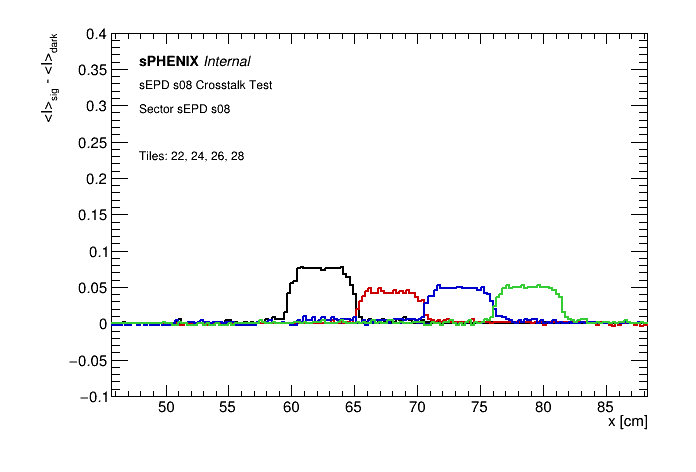 0.4
0.35
0.3
0.25
0.2
0.15
0.1
0.05
0
−0.05
−0.1
<I>sig - <I>dark
sPHENIX Internal
sEPD s08 Crosstalk Test
Sector sEPD s08
Tiles: 22, 24, 26, 28
50 55 60 65 70 75 80 85
x [cm]